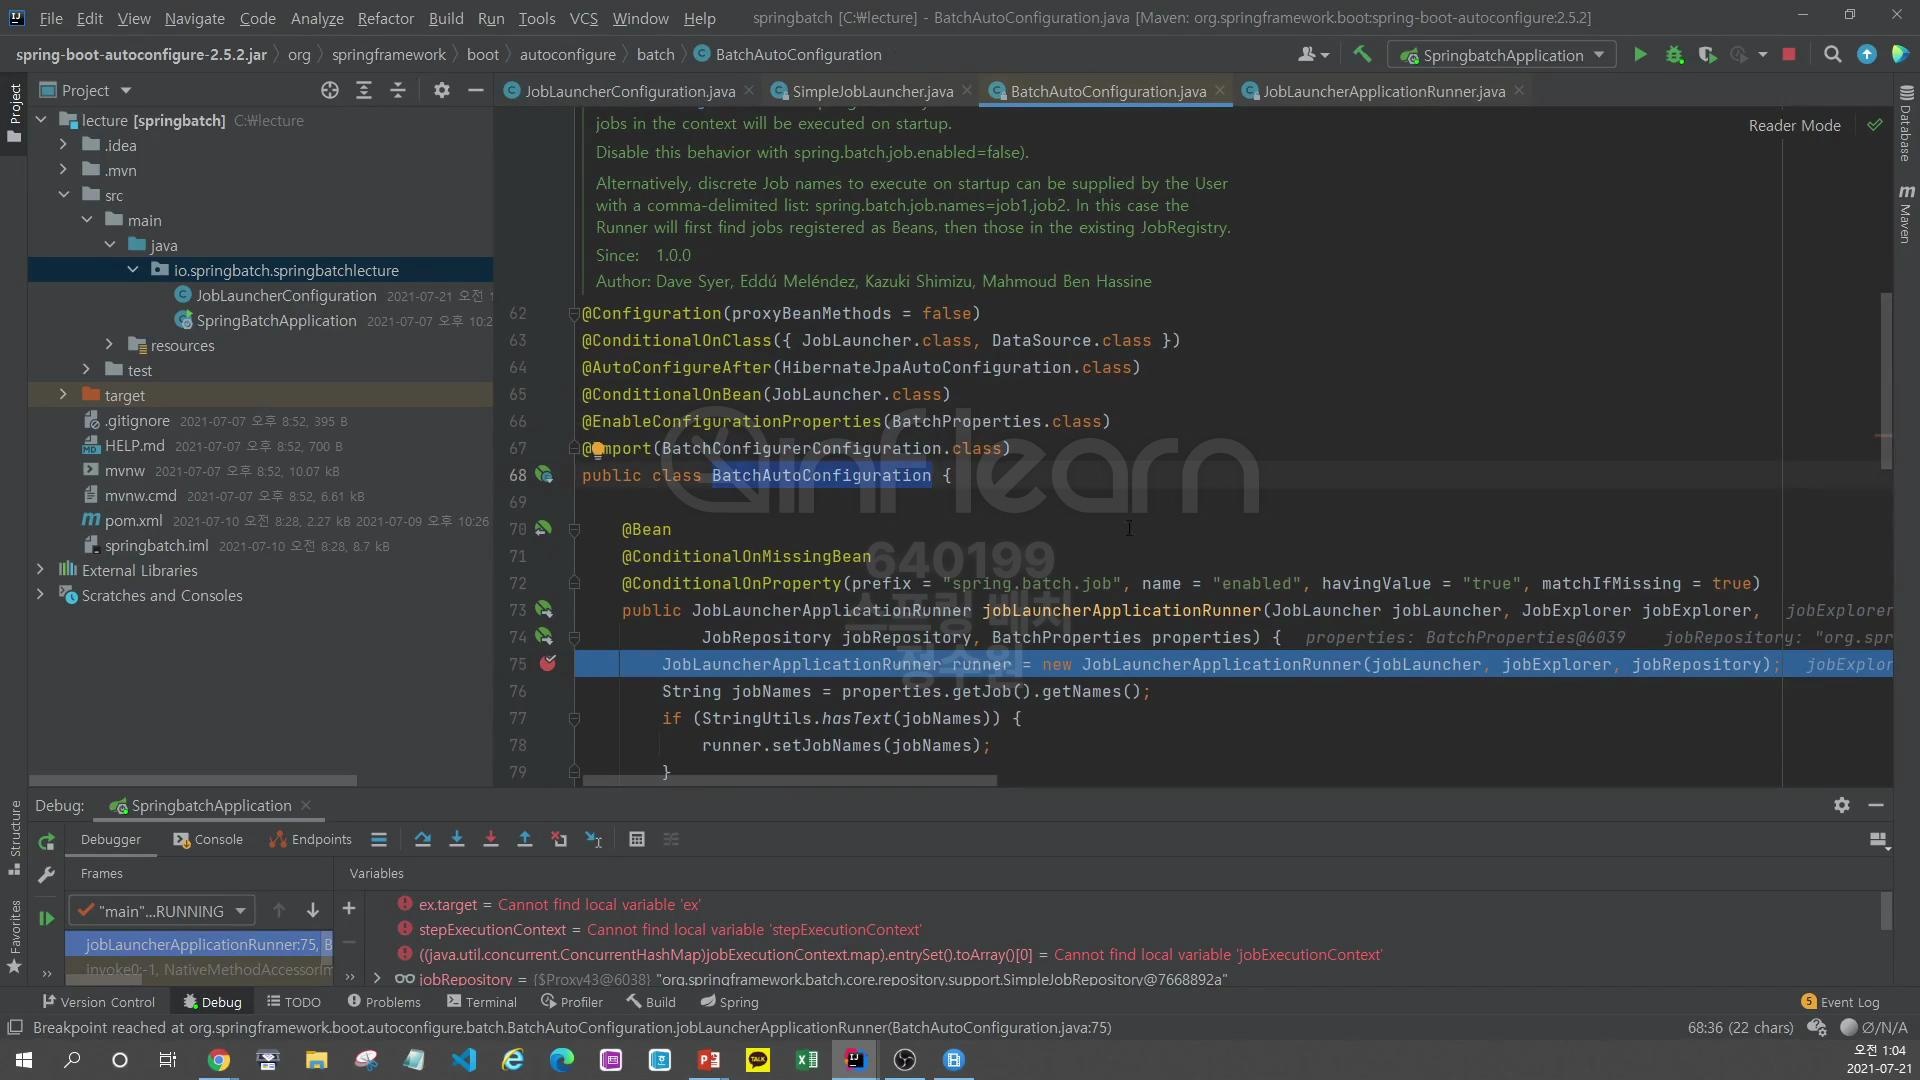 File Edit View Navigate Code Analyze Refactor Build Run Tools VCS Window Help springbatch [C:₩lecture] - BatchAutoConfiguration.java [Maven: org.springframework.boot:spring-boot-autoconfigure:2.5.2]
spring-boot-autoconfigure-2.5.2.jar org springframework boot autoconfigure batch BatchAutoConfiguration SpringbatchApplication
Project
JobLauncherConfiguration.java SimpleJobLauncher.java BatchAutoConfiguration.java JobLauncherApplicationRunner.java
Project
lecture [springbatch] C:₩lecture
.idea
.mvn
src
main
java
io.springbatch.springbatchlecture
JobLauncherConfiguration 2021-07-21 오전 1
SpringBatchApplication 2021-07-07 오후 10:2
resources
test
target
.gitignore 2021-07-07 오후 8:52, 395 B
HELP.md 2021-07-07 오후 8:52, 700 B
mvnw 2021-07-07 오후 8:52, 10.07 kB
mvnw.cmd 2021-07-07 오후 8:52, 6.61 kB
pom.xml 2021-07-10 오전 8:28, 2.27 kB 2021-07-09 오후 10:26
springbatch.iml 2021-07-10 오전 8:28, 8.7 kB
External Libraries
Scratches and Consoles
jobs in the context will be executed on startup.
Reader Mode
Disable this behavior with spring.batch.job.enabled=false).
Alternatively, discrete Job names to execute on startup can be supplied by the User
with a comma-delimited list: spring.batch.job.names=job1,job2. In this case the
Runner will first find jobs registered as Beans, then those in the existing JobRegistry.
Since: 1.0.0
Author: Dave Syer, Eddú Meléndez, Kazuki Shimizu, Mahmoud Ben Hassine
62 @Configuration(proxyBeanMethods = false)
63 @ConditionalOnClass({ JobLauncher.class, DataSource.class })
64 @AutoConfigureAfter(HibernateJpaAutoConfiguration.class)
65 @ConditionalOnBean(JobLauncher.class)
66 @EnableConfigurationProperties(BatchProperties.class)
67 @Import(BatchConfigurerConfiguration.class)
68 public class BatchAutoConfiguration {
69
70 @Bean
71 @ConditionalOnMissingBean
72 @ConditionalOnProperty(prefix = "spring.batch.job", name = "enabled", havingValue = "true", matchIfMissing = true)
73 public JobLauncherApplicationRunner jobLauncherApplicationRunner(JobLauncher jobLauncher, JobExplorer jobExplorer, jobExplorer
74 JobRepository jobRepository, BatchProperties properties) { properties: BatchProperties@6039 jobRepository: "org.spr
75 JobLauncherApplicationRunner runner = new JobLauncherApplicationRunner(jobLauncher, jobExplorer, jobRepository); jobExplor
76 String jobNames = properties.getJob().getNames();
77 if (StringUtils.hasText(jobNames)) {
78 runner.setJobNames(jobNames);
79 }
inflearn
640199
스프링 배치
정수원
Database
Maven
Structure
Favorites
Debug: SpringbatchApplication
Debugger Console Endpoints
Frames Variables
"main"...RUNNING
jobLauncherApplicationRunner:75, B
invoke0:-1, NativeMethodAccessorIm
ex.target = Cannot find local variable 'ex'
stepExecutionContext = Cannot find local variable 'stepExecutionContext'
((java.util.concurrent.ConcurrentHashMap)jobExecutionContext.map).entrySet().toArray()[0] = Cannot find local variable 'jobExecutionContext'
jobRepository = {$Proxy43@6038} "org.springframework.batch.core.repository.support.SimpleJobRepository@7668892a"
Version Control Debug TODO Problems Terminal Profiler Build Spring 5 Event Log
Breakpoint reached at org.springframework.boot.autoconfigure.batch.BatchAutoConfiguration.jobLauncherApplicationRunner(BatchAutoConfiguration.java:75) 68:36 (22 chars) Ø/N/A
TALK
오전 1:04
2021-07-21